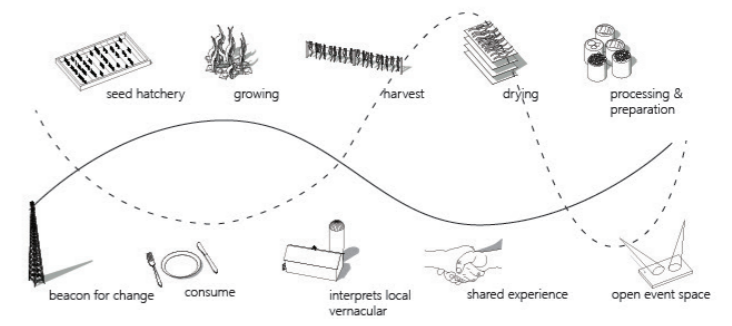 seed hatchery
growing
harvest
drying
processing &
preparation
beacon for change
consume
interprets local
vernacular
shared experience
open event space